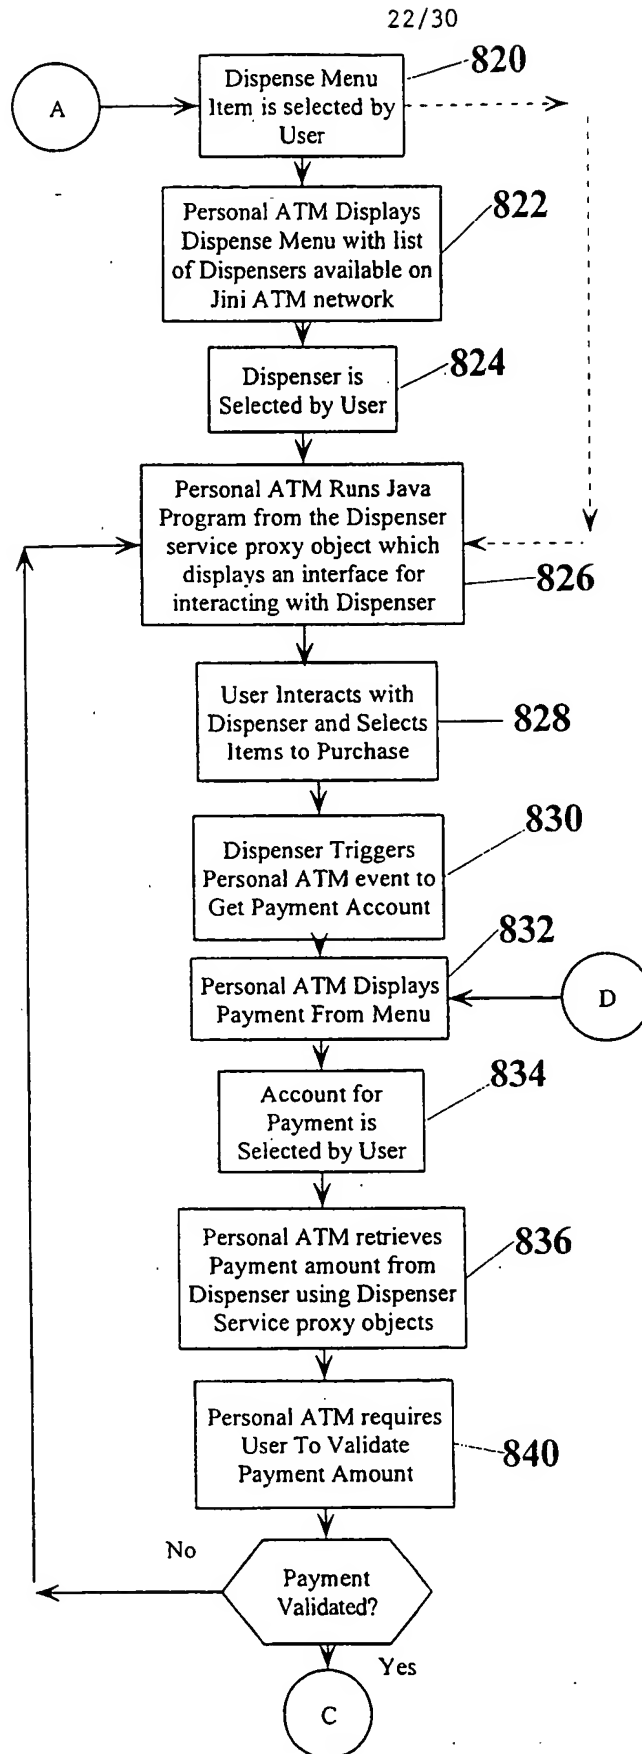 22/30
A
Dispense Menu
Item is selected by
User
820
Personal ATM Displays
Dispense Menu with list
of Dispensers available on
Jini ATM network
822
Dispenser is
Selected by User
824
Personal ATM Runs Java
Program from the Dispenser
service proxy object which
displays an interface for
interacting with Dispenser
826
User Interacts with
Dispenser and Selects
Items to Purchase
828
Dispenser Triggers
Personal ATM event to
Get Payment Account
830
Personal ATM Displays
Payment From Menu
832
D
Account for
Payment is
Selected by User
834
Personal ATM retrieves
Payment amount from
Dispenser using Dispenser
Service proxy objects
836
Personal ATM requires
User To Validate
Payment Amount
840
No
Payment
Validated?
Yes
C